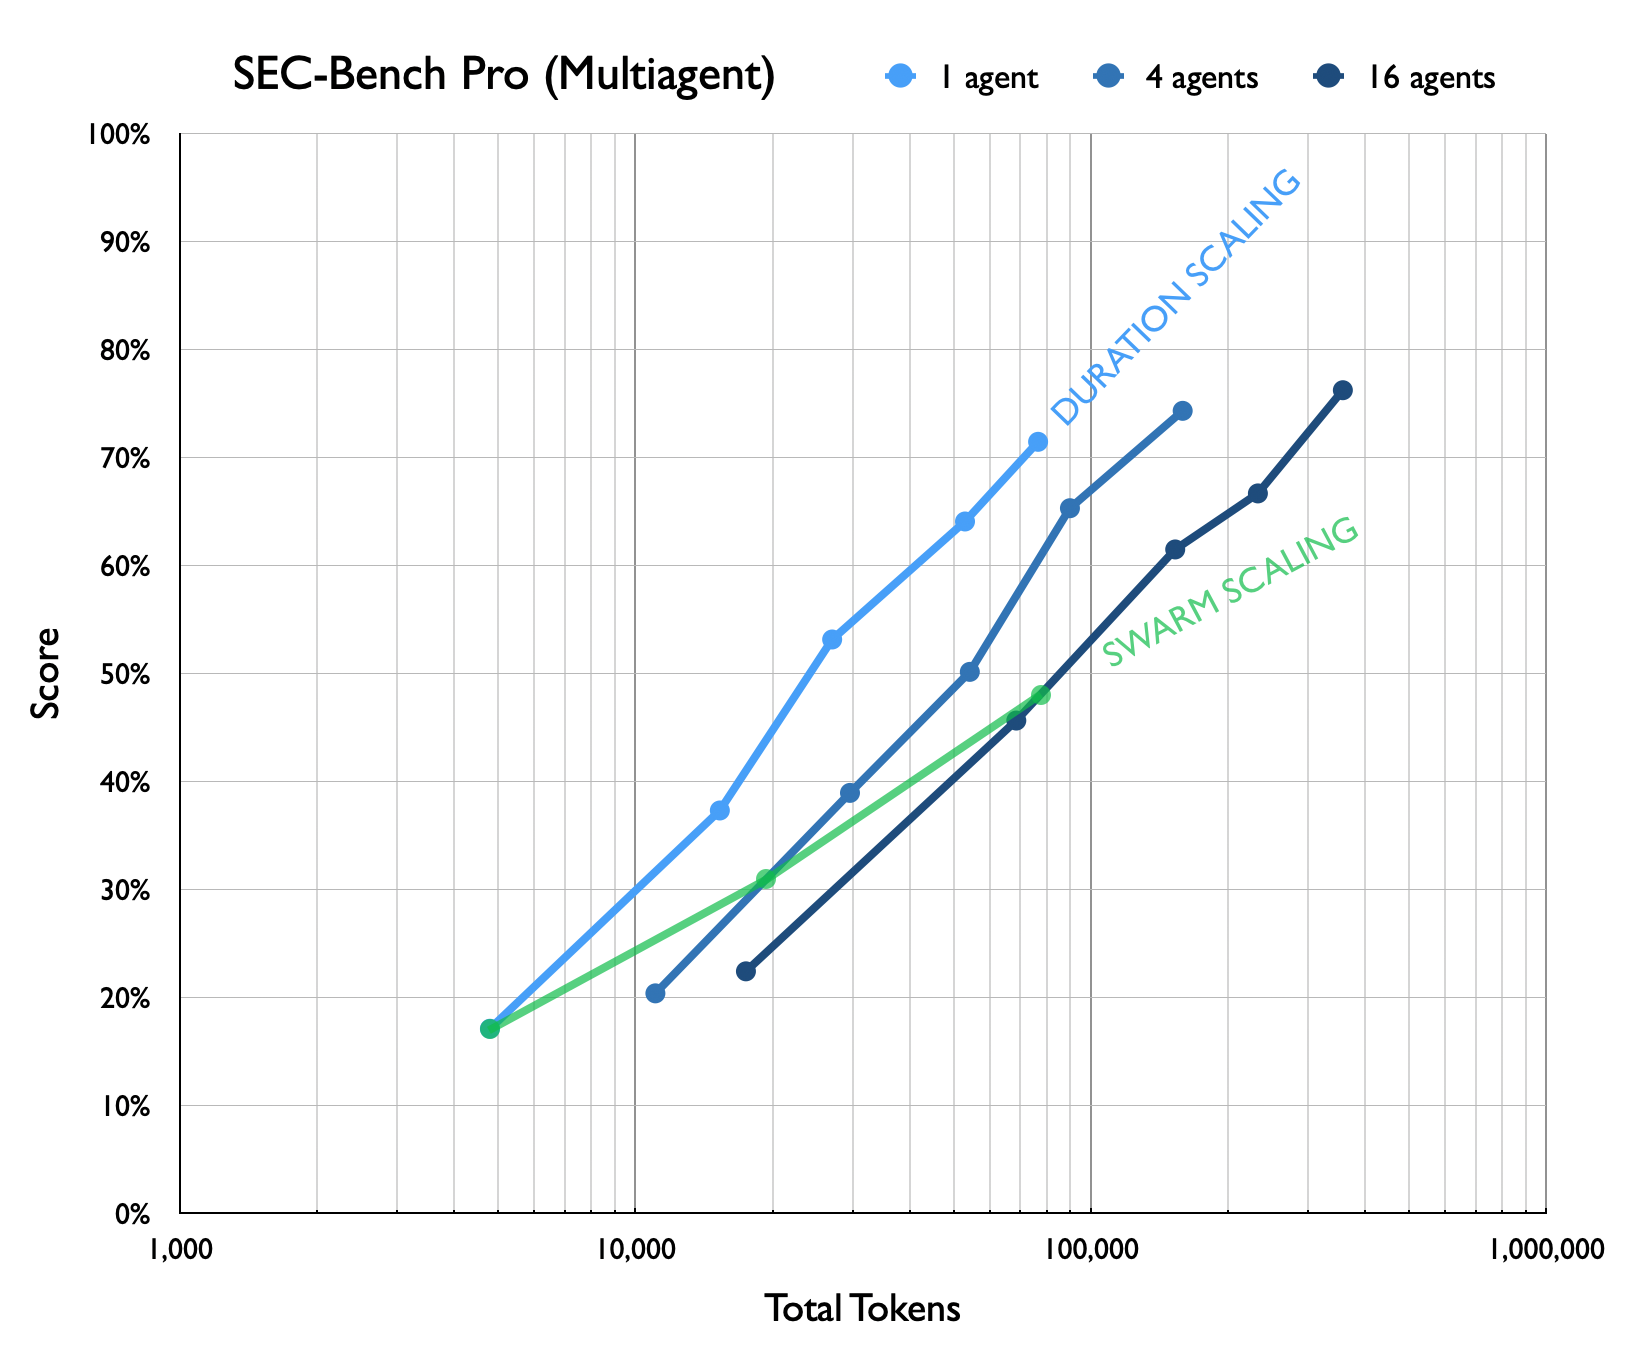 SEC-Bench Pro (Multiagent)
1 agent
4 agents
16 agents
100%
90%
80%
70%
60%
50%
40%
30%
20%
10%
0%
Score
DURATION SCALING
SWARM SCALING
1,000
10,000
100,000
1,000,000
Total Tokens